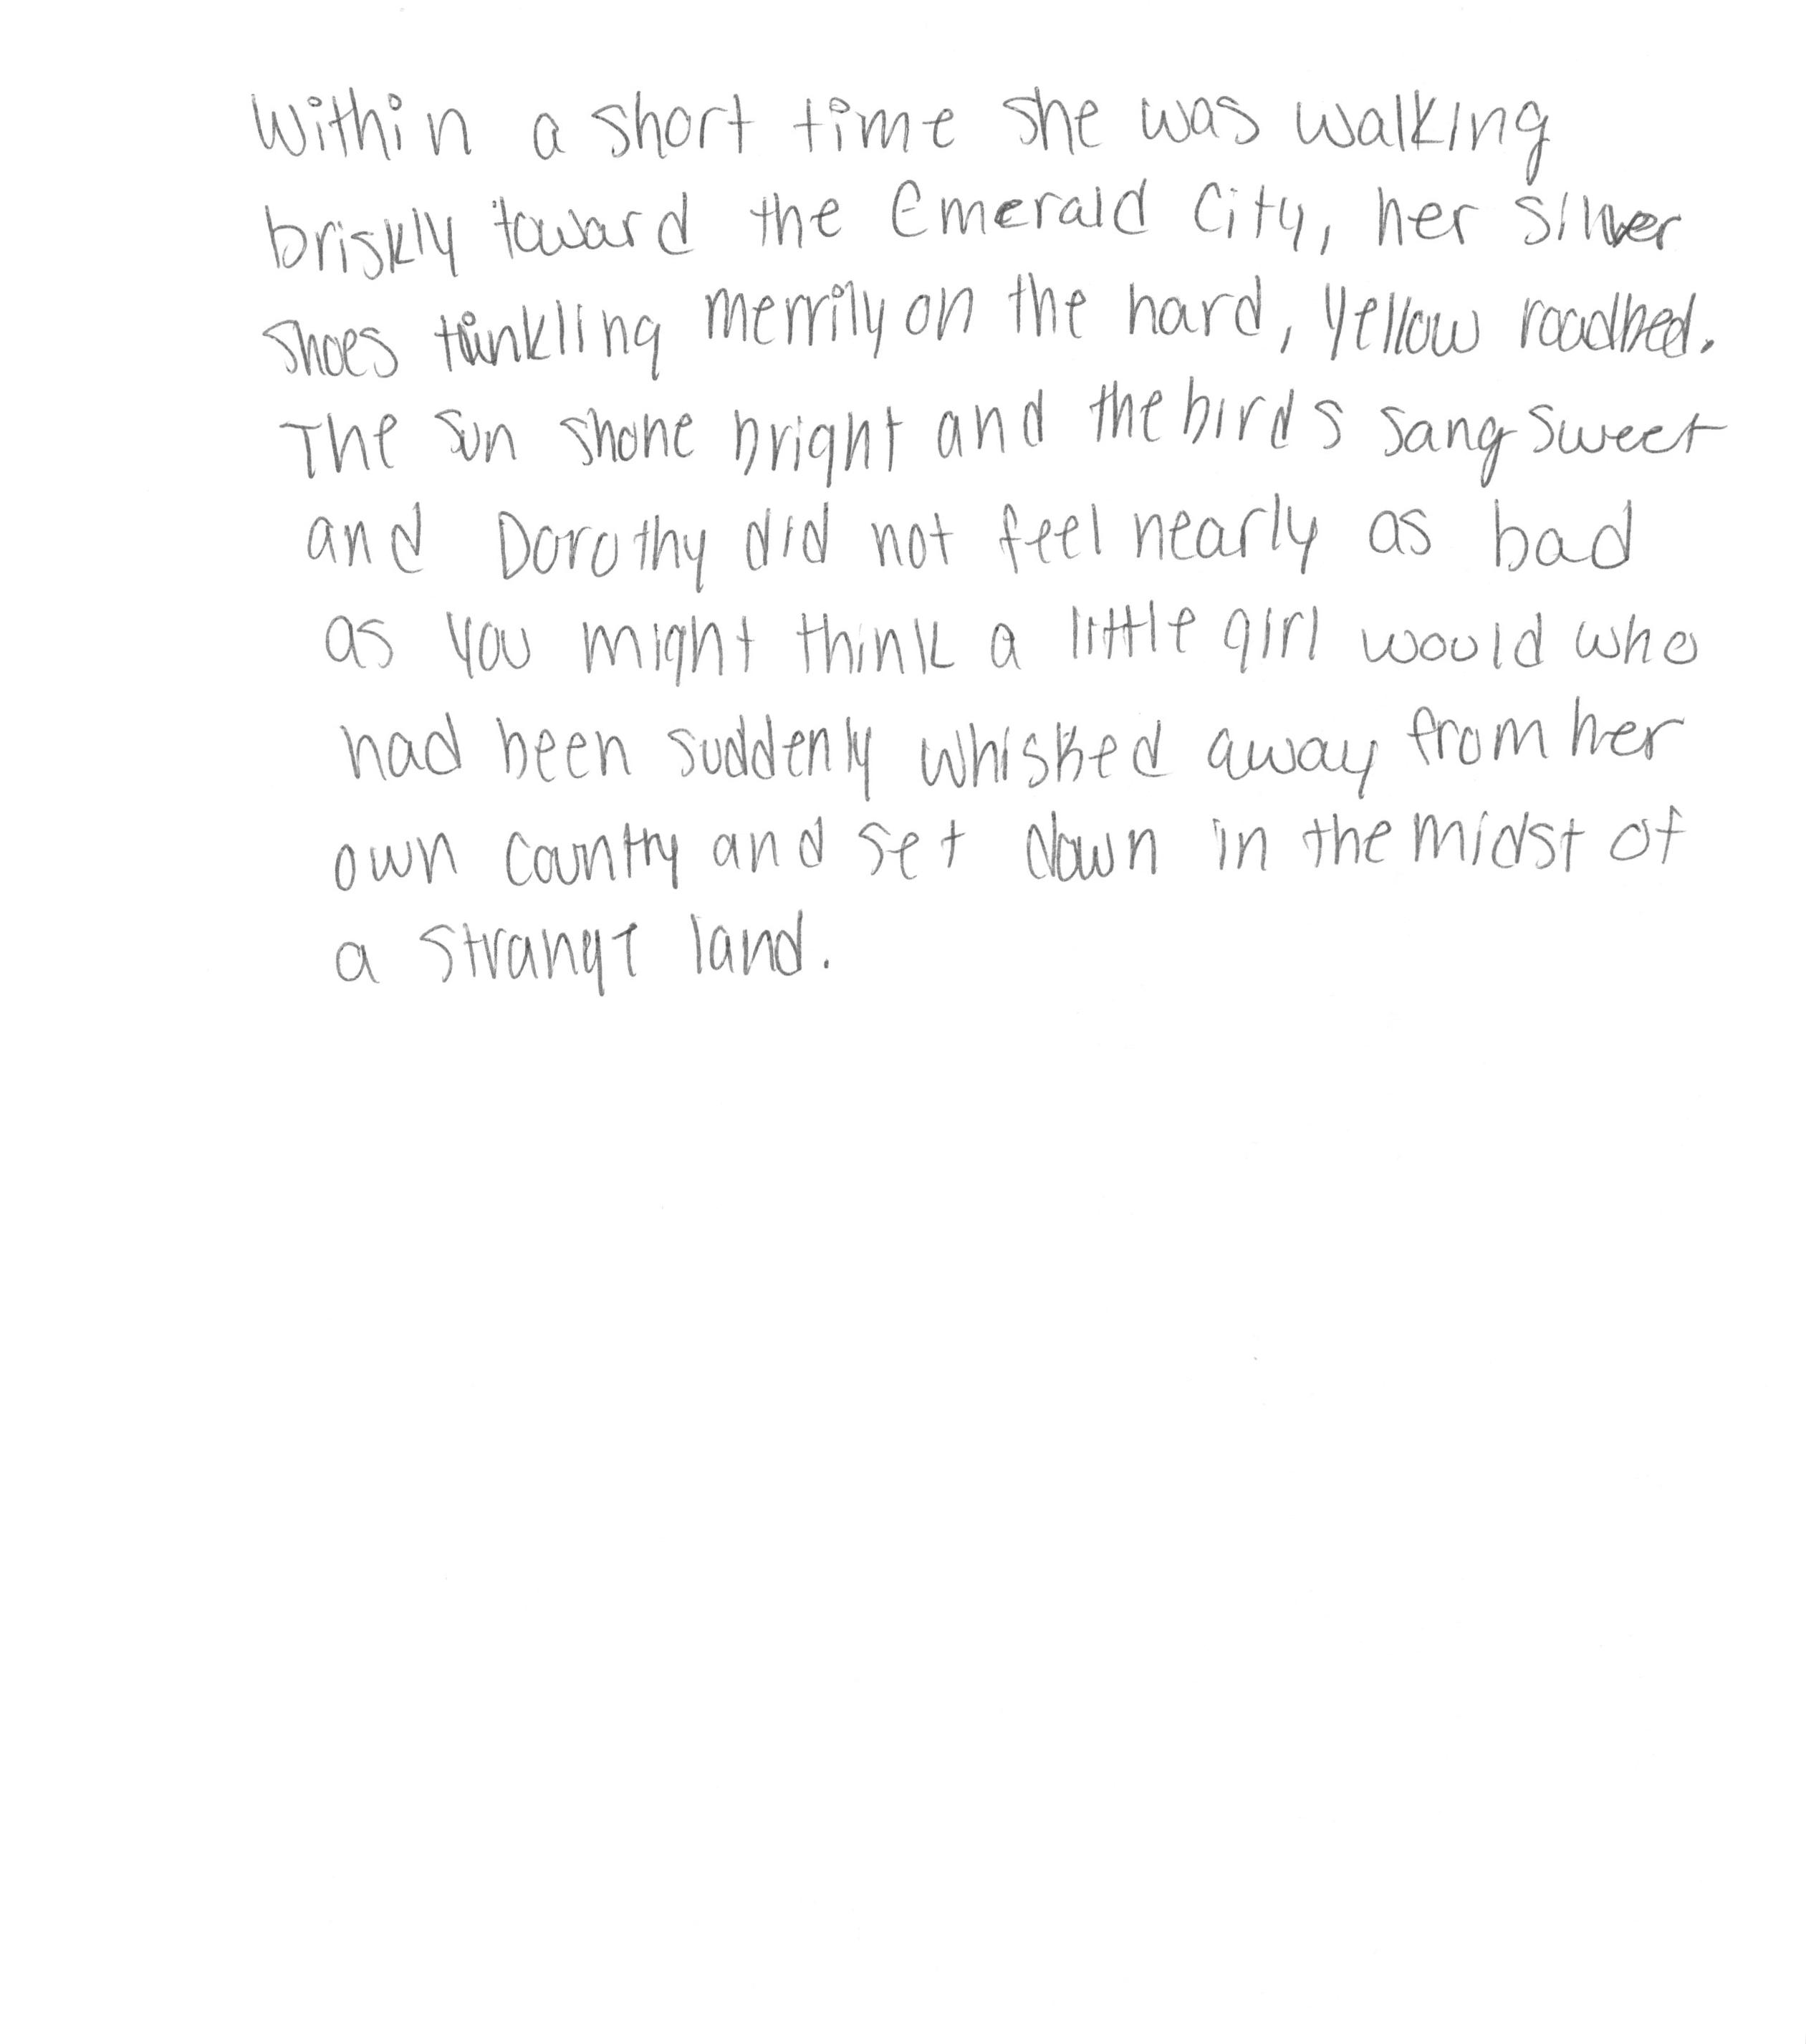 Within a short time she was walking
briskly toward the Emerald City, her silver
shoes tinkling merrily on the hard, yellow roadbed.
The sun shone bright and the birds sang sweet
and Dorothy did not feel nearly as bad
as you might think a little girl would who
had been suddenly whisked away from her
own country and set down in the midst of
a strange land.